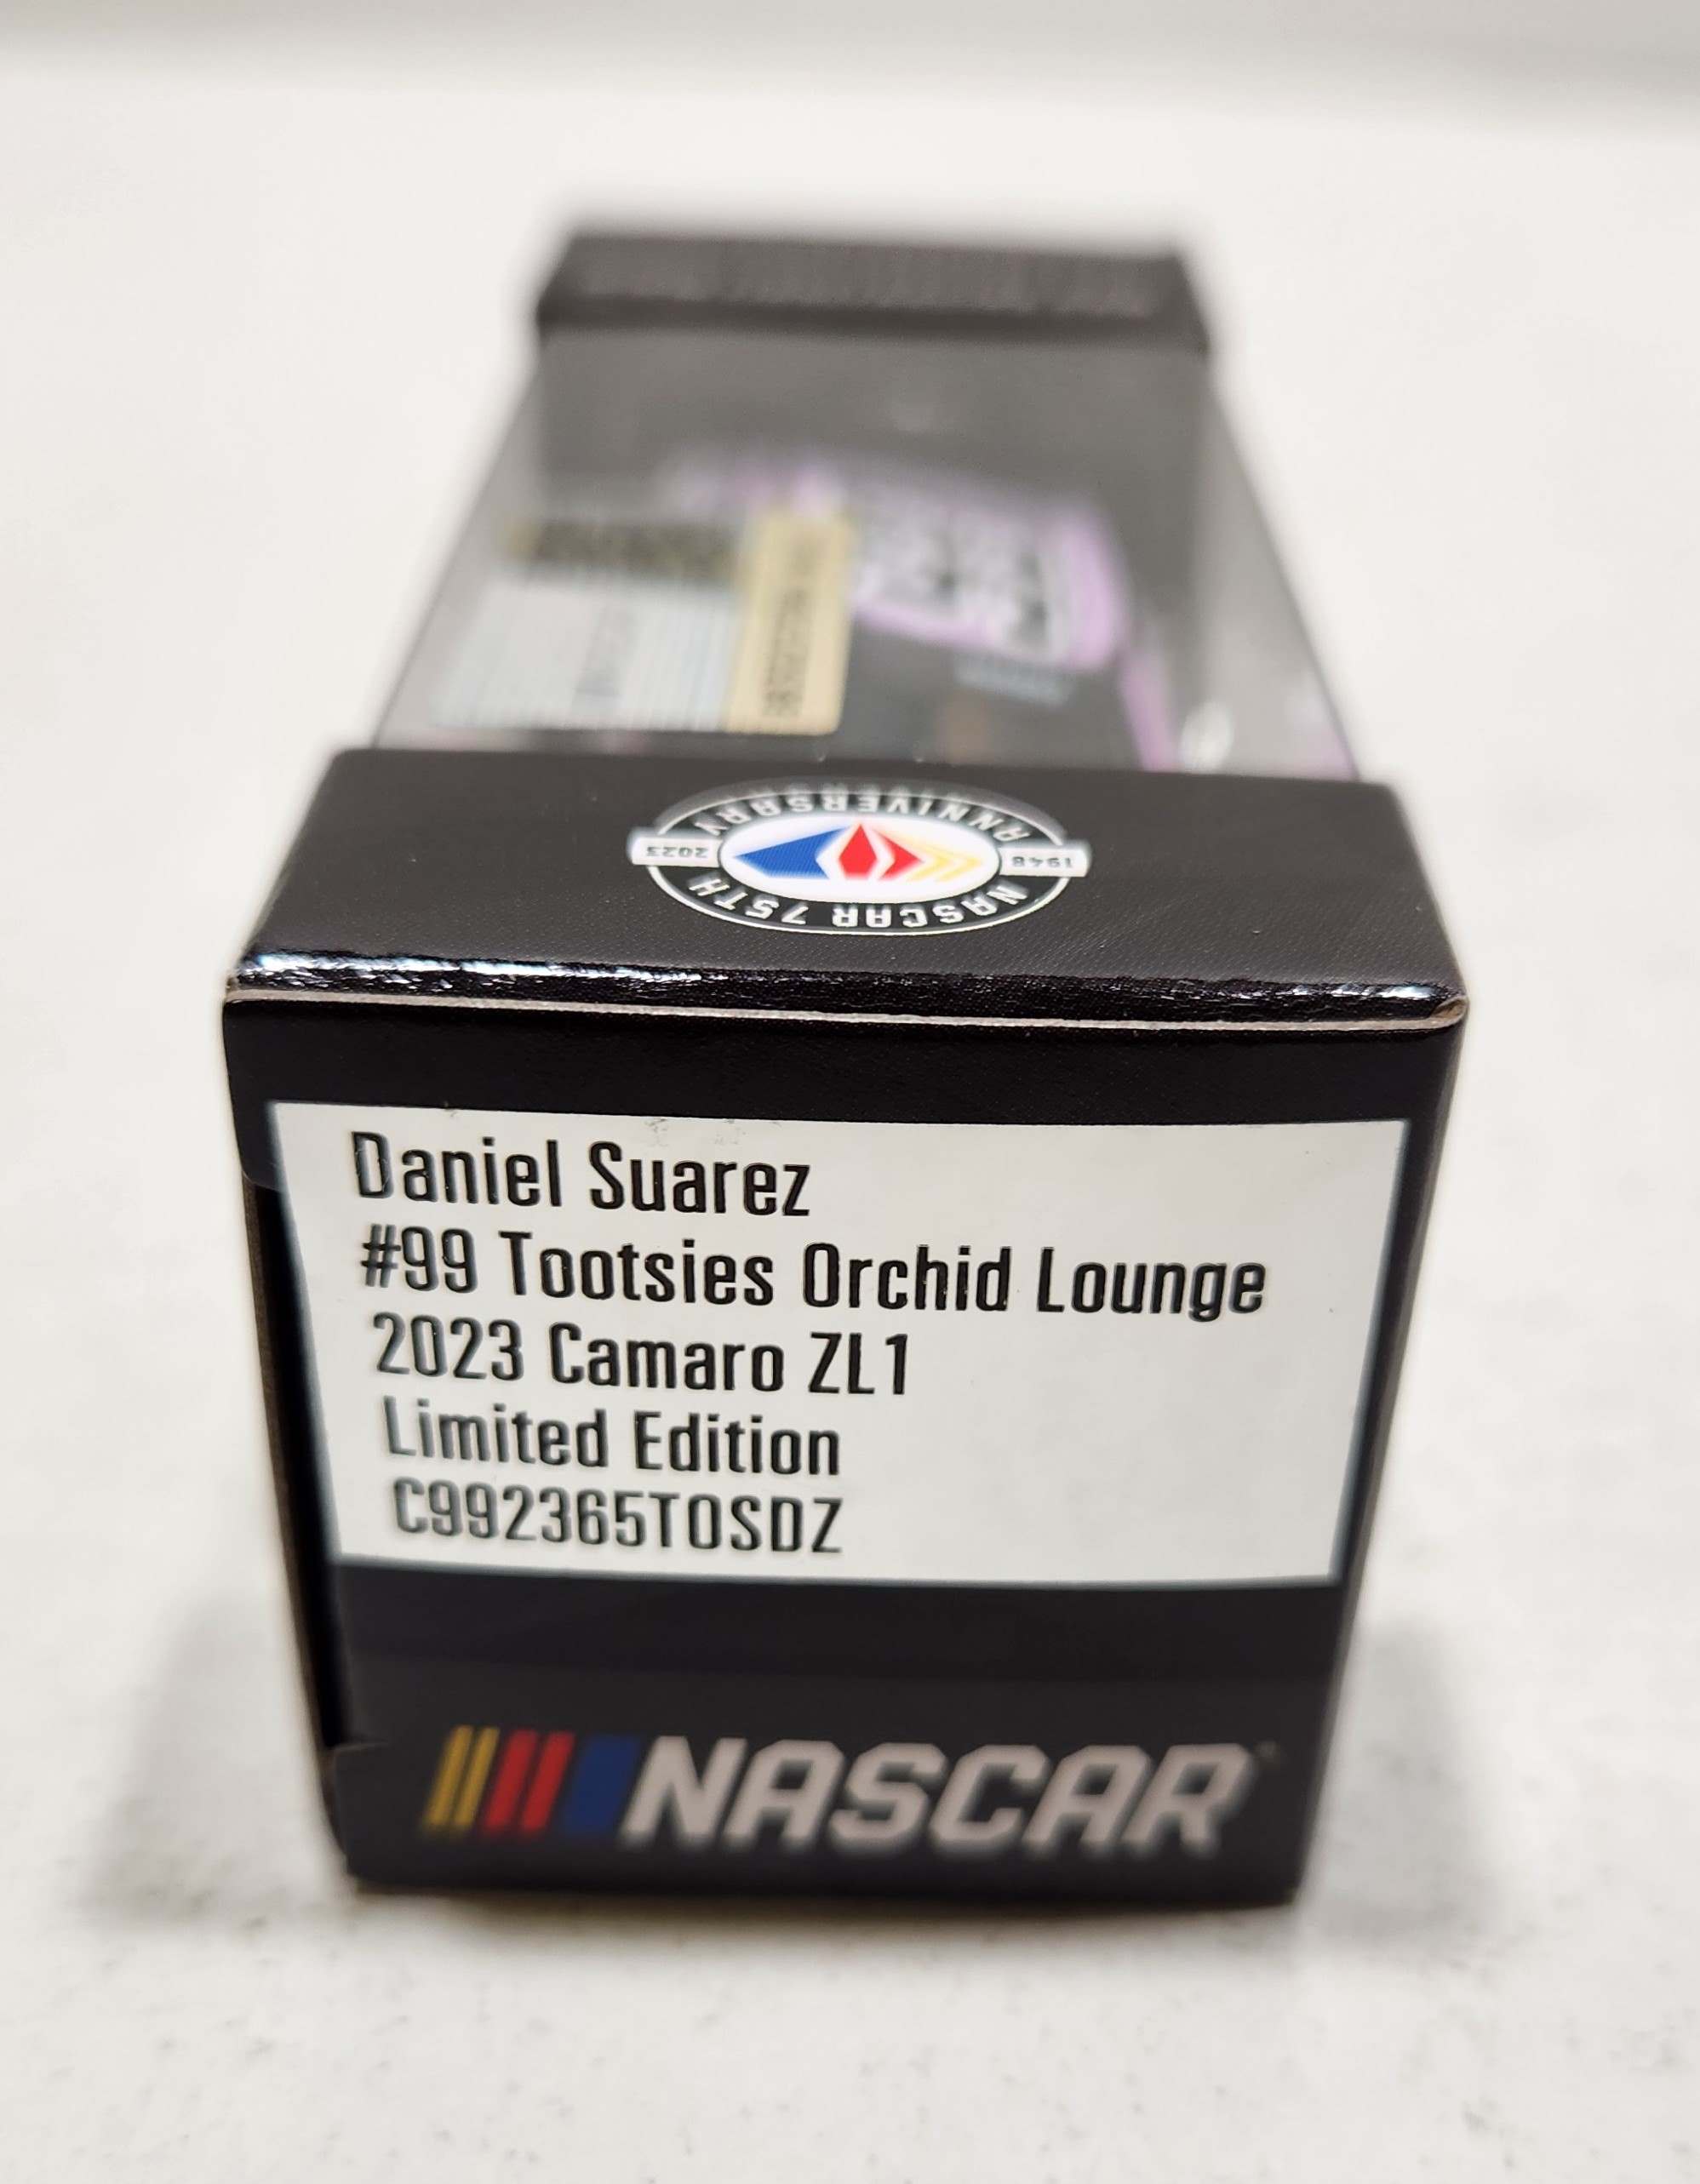 NASCAR 75TH ANNIVERSARY
1948 2023
Daniel Suarez
#99 Tootsies Orchid Lounge
2023 Camaro ZL1
Limited Edition
C992365TOSDZ
NASCAR